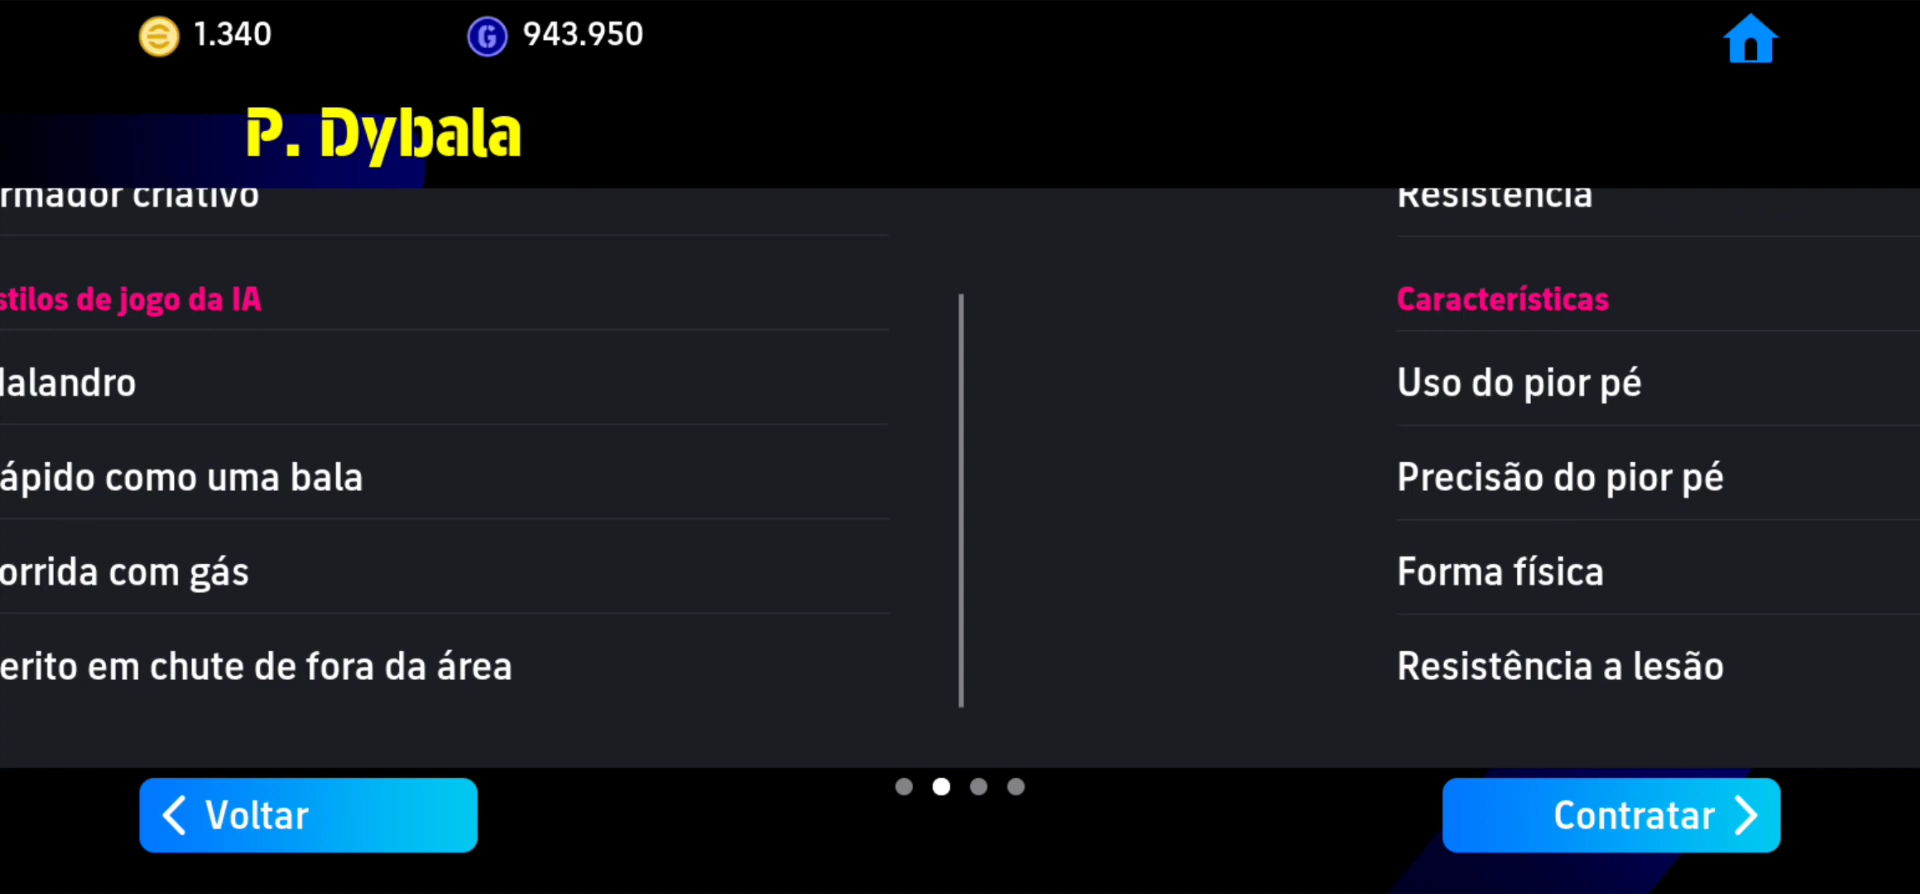 1.340
943.950
P. Dybala
rmador criativo
stilos de jogo da IA
alandro
ápido como uma bala
orrida com gás
erito em chute de fora da área
Resistência
Características
Uso do pior pé
Precisão do pior pé
Forma física
Resistência a lesão
Voltar
Contratar